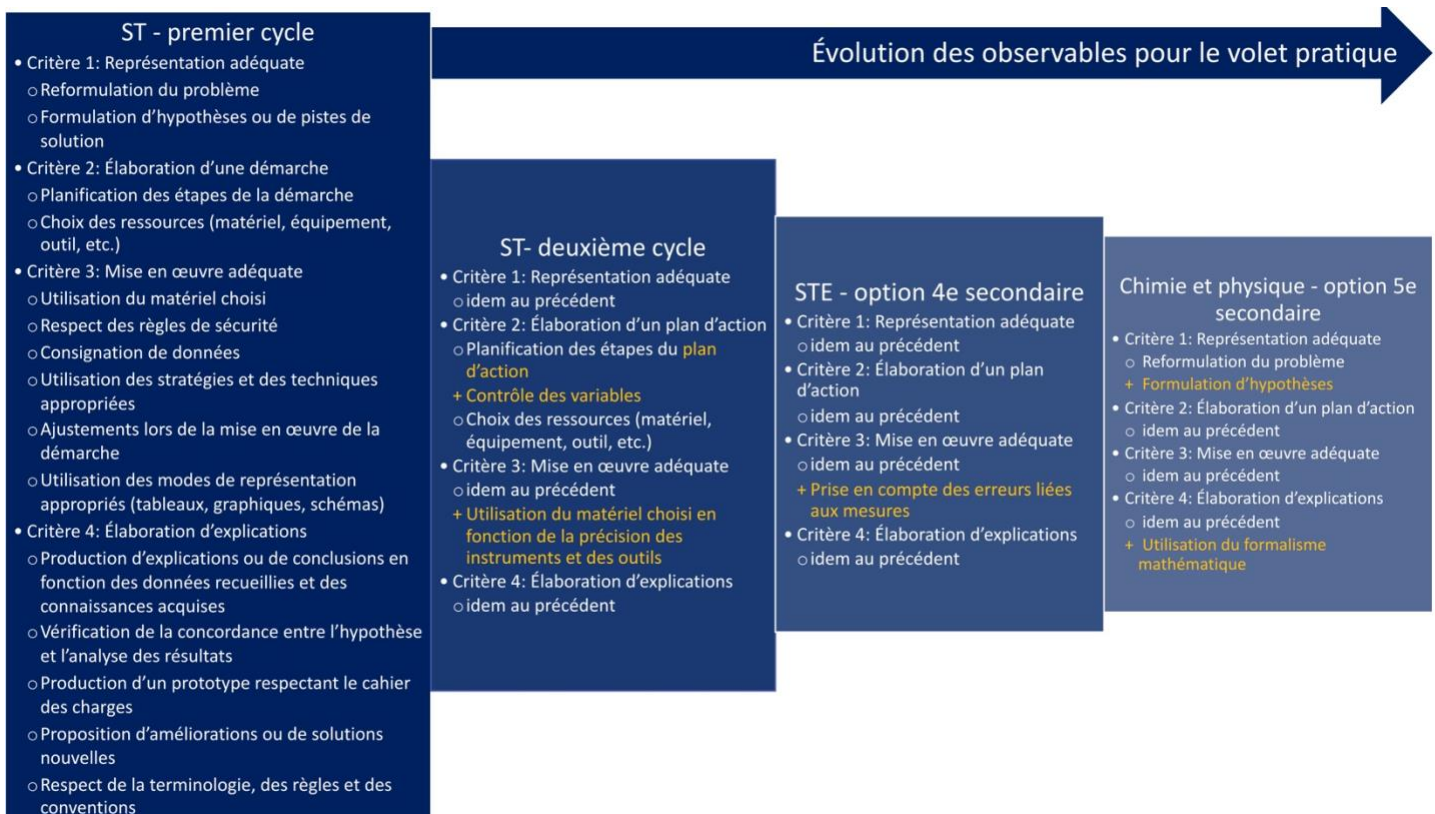 ST - premier cycle
• Critère 1: Représentation adéquate
o Reformulation du problème
o Formulation d'hypothèses ou de pistes de
solution
• Critère 2: Élaboration d'une démarche
o Planification des étapes de la démarche
o Choix des ressources (matériel, équipement,
outil, etc.)
• Critère 3: Mise en œuvre adéquate
o Utilisation du matériel choisi
o Respect des règles de sécurité
o Consignation de données
o Utilisation des stratégies et des techniques
appropriées
o Ajustements lors de la mise en œuvre de la
démarche
o Utilisation des modes de représentation
appropriés (tableaux, graphiques, schémas)
• Critère 4: Élaboration d'explications
o Production d'explications ou de conclusions en
fonction des données recueillies et des
connaissances acquises
o Vérification de la concordance entre l'hypothèse
et l'analyse des résultats
o Production d'un prototype respectant le cahier
des charges
o Proposition d'améliorations ou de solutions
nouvelles
o Respect de la terminologie, des règles et des
conventions
Évolution des observables pour le volet pratique
ST- deuxième cycle
• Critère 1: Représentation adéquate
o idem au précédent
• Critère 2: Élaboration d'un plan d'action
o Planification des étapes du plan
d'action
+ Contrôle des variables
o Choix des ressources (matériel,
équipement, outil, etc.)
• Critère 3: Mise en œuvre adéquate
o idem au précédent
+ Utilisation du matériel choisi en
fonction de la précision des
instruments et des outils
• Critère 4: Élaboration d'explications
o idem au précédent
STE - option 4e secondaire
• Critère 1: Représentation adéquate
o idem au précédent
• Critère 2: Élaboration d'un plan
d'action
o idem au précédent
• Critère 3: Mise en œuvre adéquate
o idem au précédent
+ Prise en compte des erreurs liées
aux mesures
• Critère 4: Élaboration d'explications
o idem au précédent
Chimie et physique - option 5e
secondaire
• Critère 1: Représentation adéquate
o Reformulation du problème
+ Formulation d'hypothèses
• Critère 2: Élaboration d'un plan d'action
o idem au précédent
• Critère 3: Mise en œuvre adéquate
o idem au précédent
• Critère 4: Élaboration d'explications
o idem au précédent
+ Utilisation du formalisme
mathématique